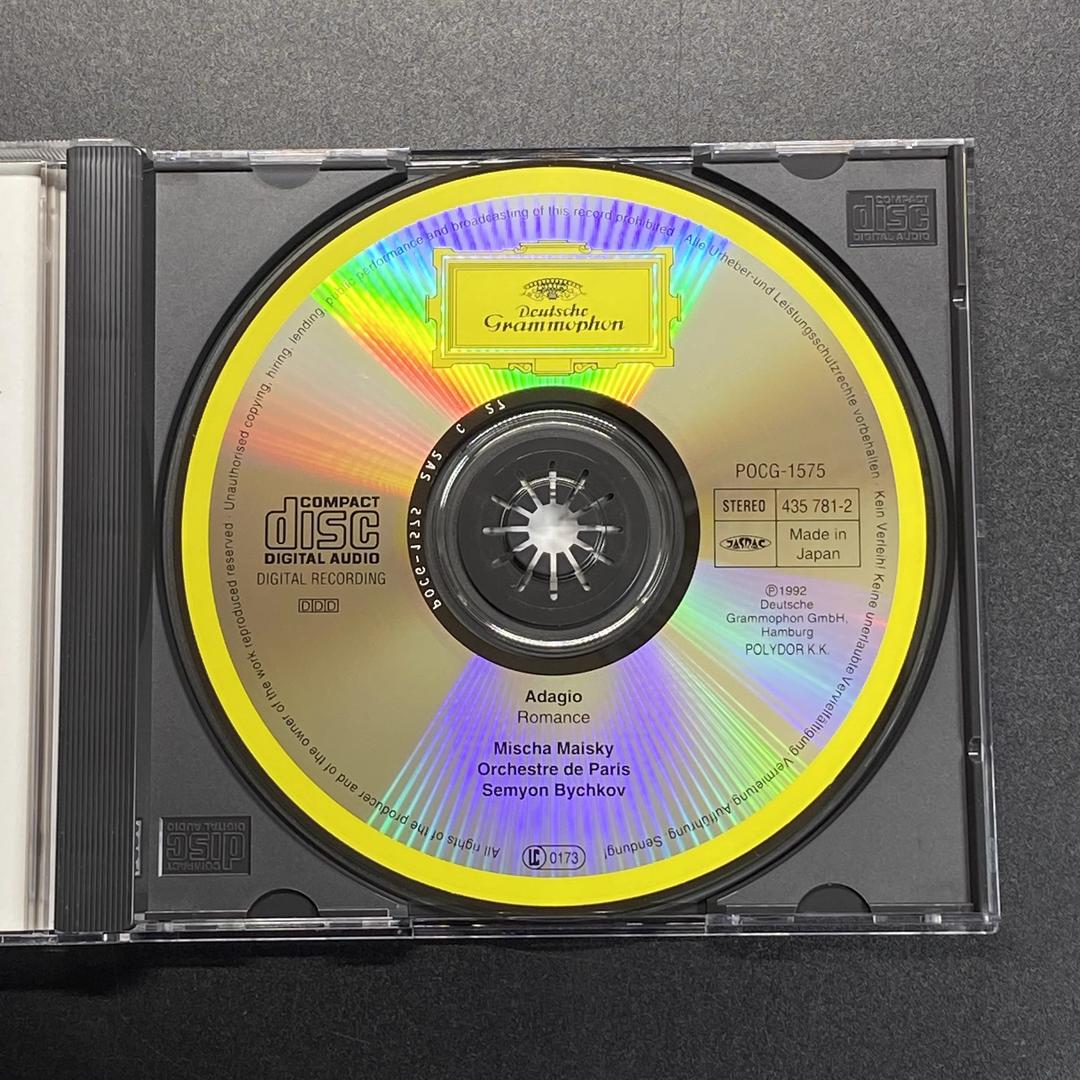 public performance and broadcasting of this record prohibited · Alle Urheber-und Leistungsschutzrechte vorbehalten · Kein Verleih! Keine unerlaubte Vervielfältigung, Vermietung, Aufführung, Sendung!
All rights of the producer and of the owner of the work reproduced reserved · Unauthorised copying, hiring, lending,
Deutsche
Grammophon
COMPACT
disc
DIGITAL AUDIO
DIGITAL RECORDING
DDD
POCG-1575
STEREO
435 781-2
JASRAC
Made in
Japan
℗1992
Deutsche
Grammophon GmbH,
Hamburg
POLYDOR K.K.
Adagio
Romance
Mischa Maisky
Orchestre de Paris
Semyon Bychkov
LC 0173
COMPACT
disc
DIGITAL AUDIO
COMPACT
disc
DIGITAL AUDIO